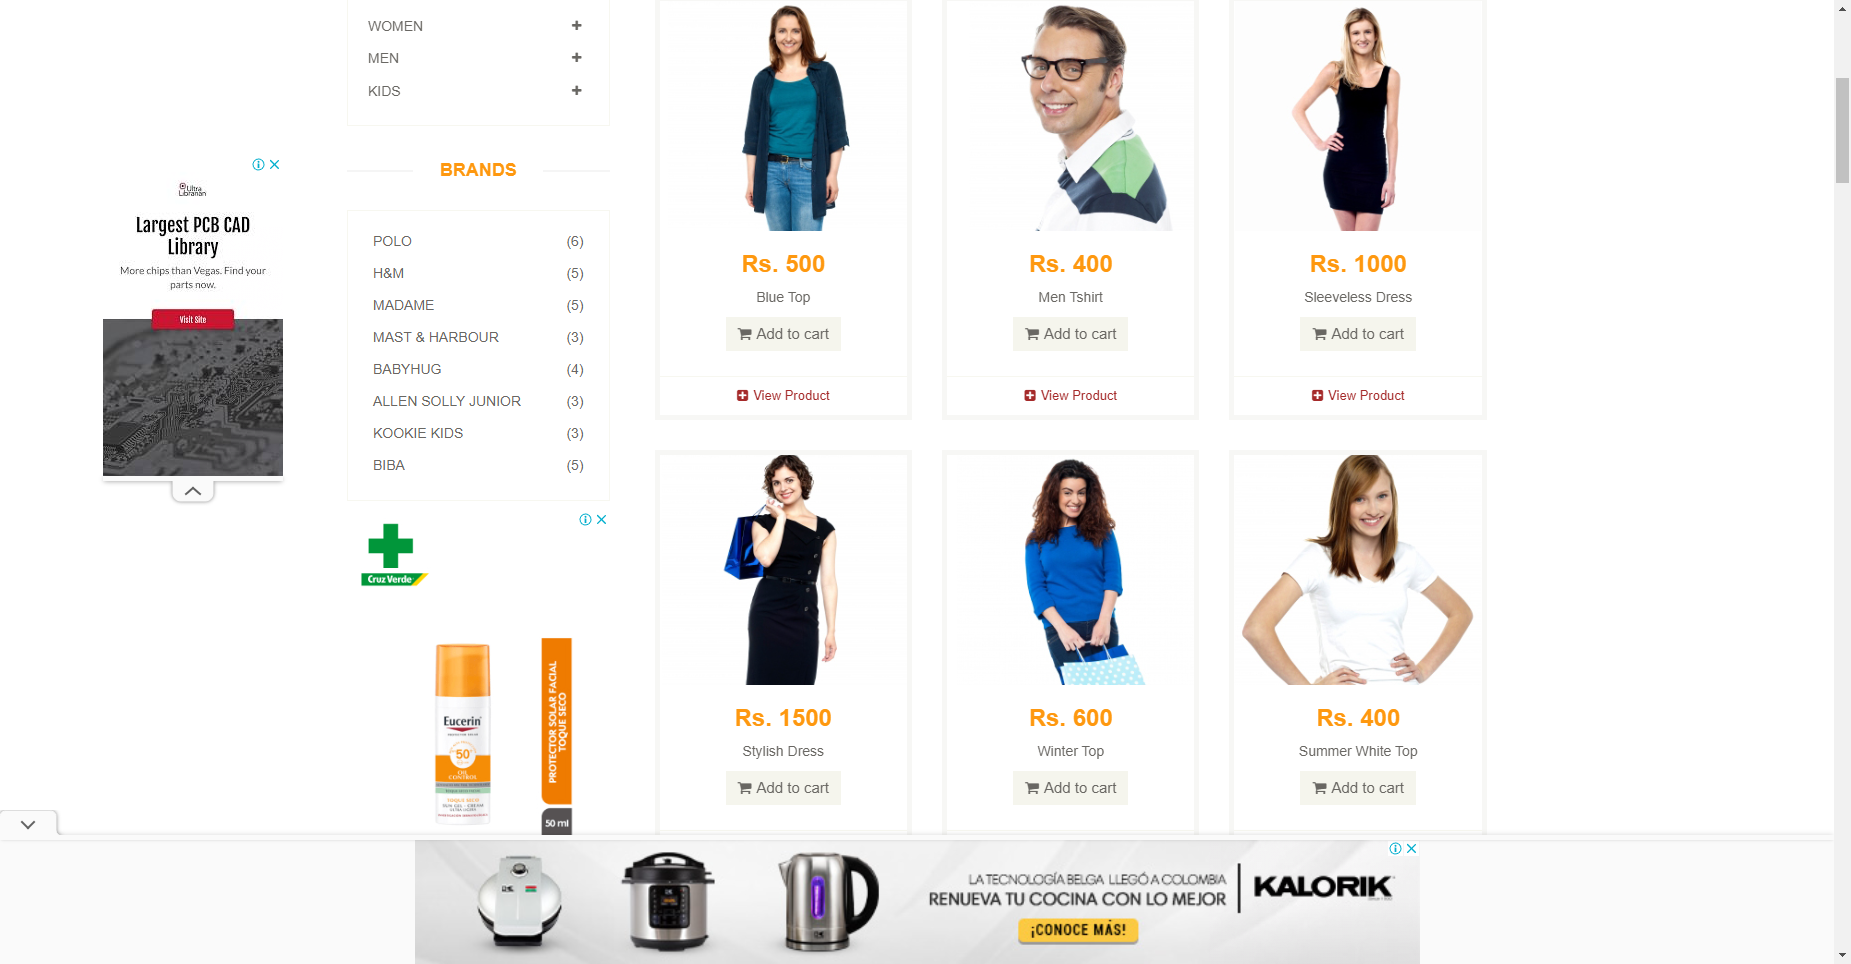 WOMEN
MEN
KIDS
BRANDS
POLO (6)
H&M (5)
MADAME (5)
MAST & HARBOUR (3)
BABYHUG (4)
ALLEN SOLLY JUNIOR (3)
KOOKIE KIDS (3)
BIBA (5)
Ultra
Librarian
Largest PCB CAD
Library
More chips than Vegas. Find your
parts now.
Visit Site
Cruz Verde
Eucerin
50+
OIL
CONTROL
PROTECTOR SOLAR FACIAL
TOQUE SECO
50 ml
Rs. 500
Blue Top
Add to cart
View Product
Rs. 400
Men Tshirt
Add to cart
View Product
Rs. 1000
Sleeveless Dress
Add to cart
View Product
Rs. 1500
Stylish Dress
Add to cart
Rs. 600
Winter Top
Add to cart
Rs. 400
Summer White Top
Add to cart
LA TECNOLOGÍA BELGA LLEGÓ A COLOMBIA
RENUEVA TU COCINA CON LO MEJOR
¡CONOCE MÁS!
KALORIK